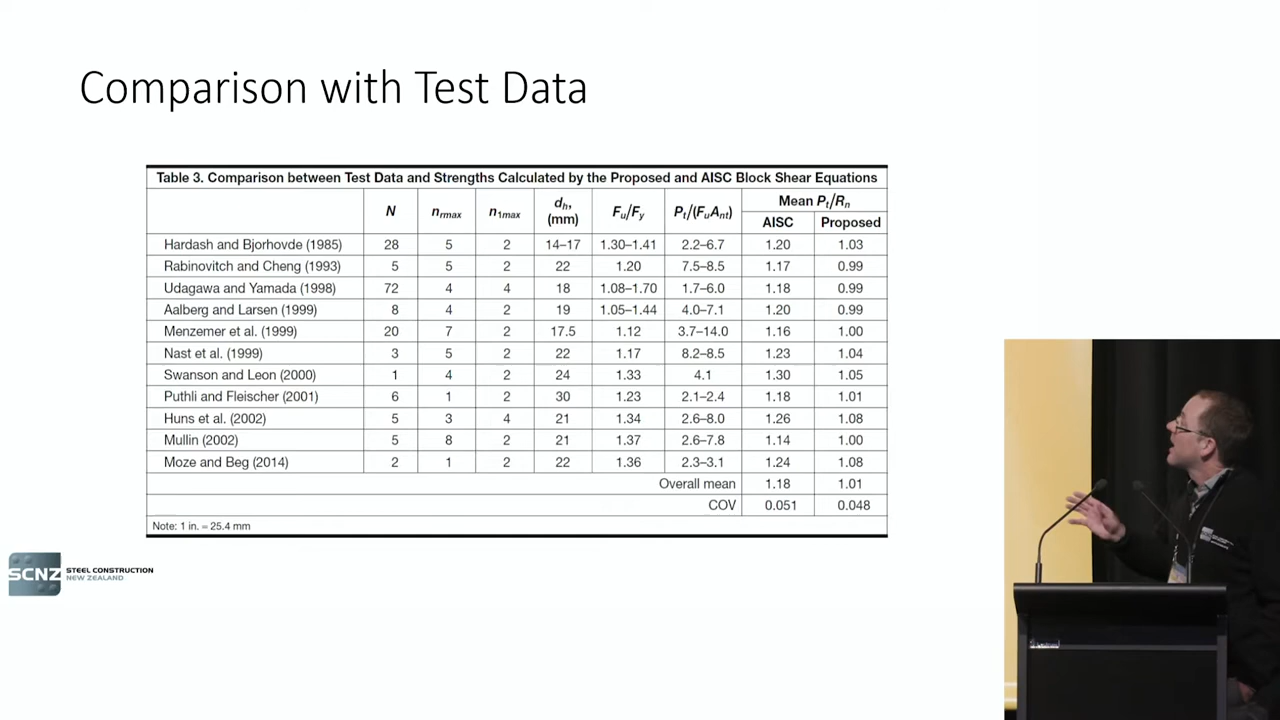 Comparison with Test Data
Table 3. Comparison between Test Data and Strengths Calculated by the Proposed and AISC Block Shear Equations
N nrmax n1max dh, (mm) Fu/Fy Pt/(FuAnt) Mean Pt/Rn
AISC Proposed
Hardash and Bjorhovde (1985) 28 5 2 14–17 1.30–1.41 2.2–6.7 1.20 1.03
Rabinovitch and Cheng (1993) 5 5 2 22 1.20 7.5–8.5 1.17 0.99
Udagawa and Yamada (1998) 72 4 4 18 1.08–1.70 1.7–6.0 1.18 0.99
Aalberg and Larsen (1999) 8 4 2 19 1.05–1.44 4.0–7.1 1.20 0.99
Menzemer et al. (1999) 20 7 2 17.5 1.12 3.7–14.0 1.16 1.00
Nast et al. (1999) 3 5 2 22 1.17 8.2–8.5 1.23 1.04
Swanson and Leon (2000) 1 4 2 24 1.33 4.1 1.30 1.05
Puthli and Fleischer (2001) 6 1 2 30 1.23 2.1–2.4 1.18 1.01
Huns et al. (2002) 5 3 4 21 1.34 2.6–8.0 1.26 1.08
Mullin (2002) 5 8 2 21 1.37 2.6–7.8 1.14 1.00
Moze and Beg (2014) 2 1 2 22 1.36 2.3–3.1 1.24 1.08
Overall mean 1.18 1.01
COV 0.051 0.048
Note: 1 in. = 25.4 mm
SCNZ STEEL CONSTRUCTION
NEW ZEALAND